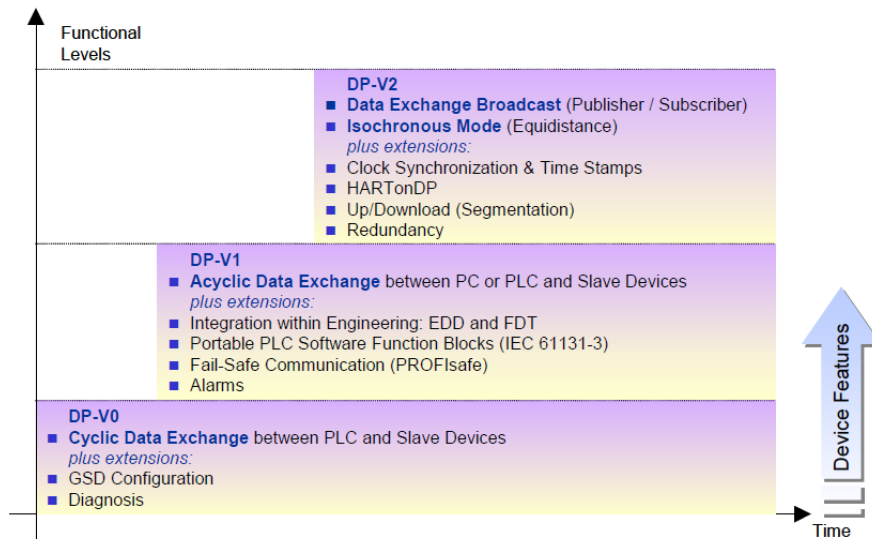 Functional
Levels
DP-V2
■ Data Exchange Broadcast (Publisher / Subscriber)
■ Isochronous Mode (Equidistance)
plus extensions:
■ Clock Synchronization & Time Stamps
■ HARTonDP
■ Up/Download (Segmentation)
■ Redundancy
DP-V1
■ Acyclic Data Exchange between PC or PLC and Slave Devices
plus extensions:
■ Integration within Engineering: EDD and FDT
■ Portable PLC Software Function Blocks (IEC 61131-3)
■ Fail-Safe Communication (PROFIsafe)
■ Alarms
DP-V0
■ Cyclic Data Exchange between PLC and Slave Devices
plus extensions:
■ GSD Configuration
■ Diagnosis
Device Features
Time